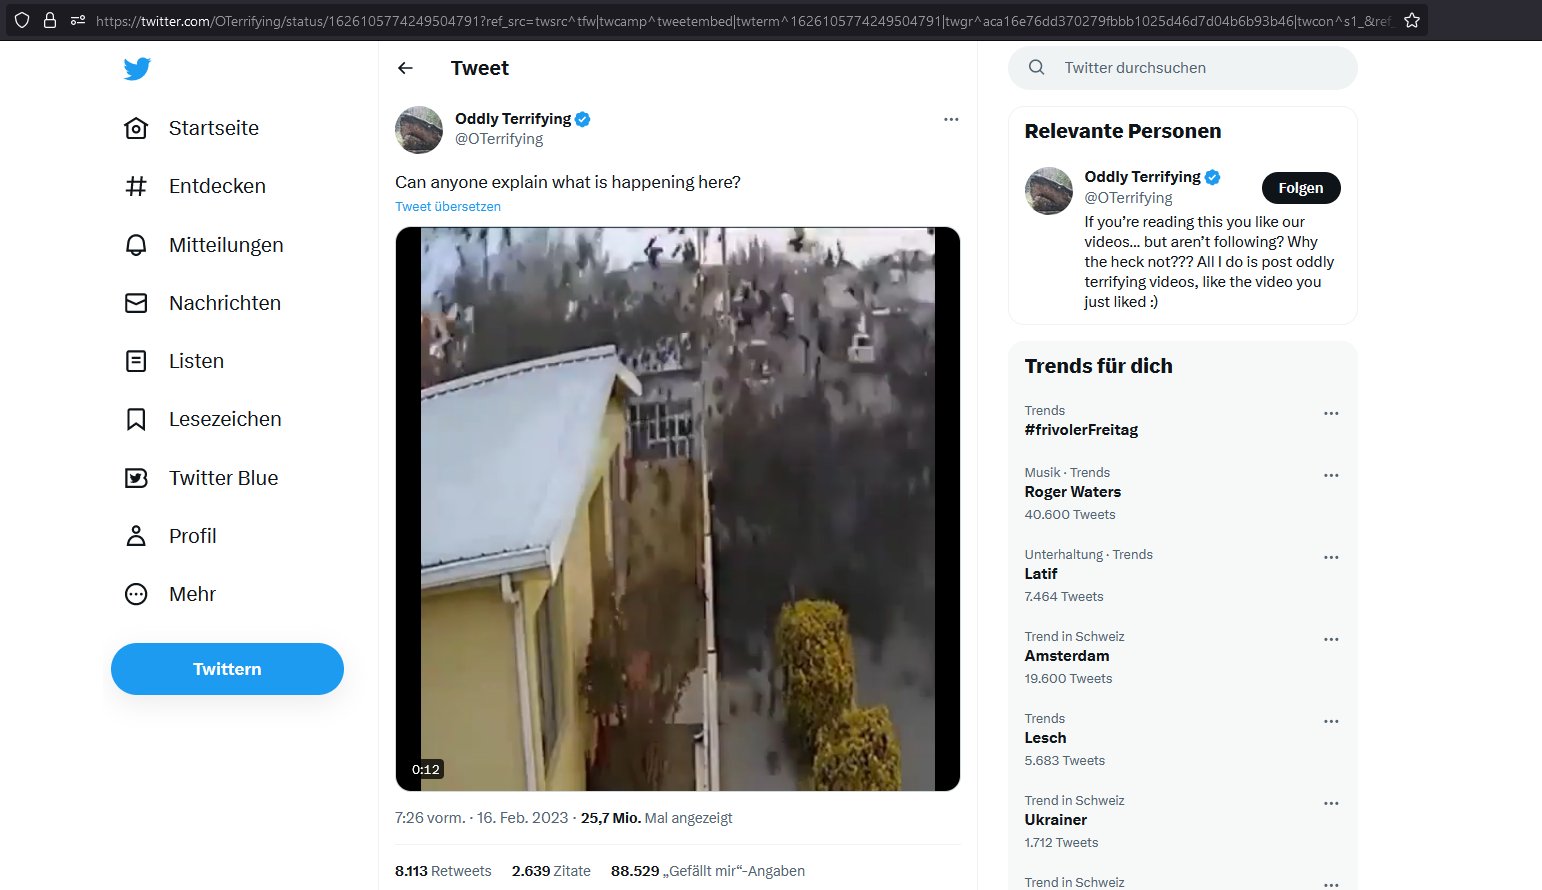 https://twitter.com/OTerrifying/status/1626105774249504791?ref_src=twsrc^tfw|twcamp^tweetembed|twterm^1626105774249504791|twgr^aca16e76dd370279fbbb1025d46d7d04b6b93b46|twcon^s1_&ref_
Startseite
Entdecken
Mitteilungen
Nachrichten
Listen
Lesezeichen
Twitter Blue
Profil
Mehr
Twittern
Tweet
Oddly Terrifying
@OTerrifying
Can anyone explain what is happening here?
Tweet übersetzen
0:12
7:26 vorm. · 16. Feb. 2023 · 25,7 Mio. Mal angezeigt
8.113 Retweets 2.639 Zitate 88.529 „Gefällt mir“-Angaben
Twitter durchsuchen
Relevante Personen
Oddly Terrifying
@OTerrifying
Folgen
If you’re reading this you like our
videos... but aren’t following? Why
the heck not??? All I do is post oddly
terrifying videos, like the video you
just liked :)
Trends für dich
Trends
#frivolerFreitag
Musik · Trends
Roger Waters
40.600 Tweets
Unterhaltung · Trends
Latif
7.464 Tweets
Trend in Schweiz
Amsterdam
19.600 Tweets
Trends
Lesch
5.683 Tweets
Trend in Schweiz
Ukrainer
1.712 Tweets
Trend in Schweiz